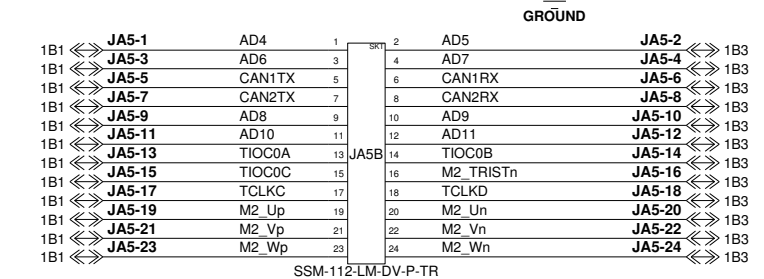 GROUND
JA5-1 AD4 1 SKT 2 AD5 JA5-2
1B1 1B3
JA5-3 AD6 3 4 AD7 JA5-4
1B1 1B3
JA5-5 CAN1TX 5 6 CAN1RX JA5-6
1B1 1B3
JA5-7 CAN2TX 7 8 CAN2RX JA5-8
1B1 1B3
JA5-9 AD8 9 10 AD9 JA5-10
1B1 1B3
JA5-11 AD10 11 12 AD11 JA5-12
1B1 1B3
JA5-13 TIOC0A 13 JA5B 14 TIOC0B JA5-14
1B1 1B3
JA5-15 TIOC0C 15 16 M2_TRISTn JA5-16
1B1 1B3
JA5-17 TCLKC 17 18 TCLKD JA5-18
1B1 1B3
JA5-19 M2_Up 19 20 M2_Un JA5-20
1B1 1B3
JA5-21 M2_Vp 21 22 M2_Vn JA5-22
1B1 1B3
JA5-23 M2_Wp 23 24 M2_Wn JA5-24
1B1 1B3
SSM-112-LM-DV-P-TR